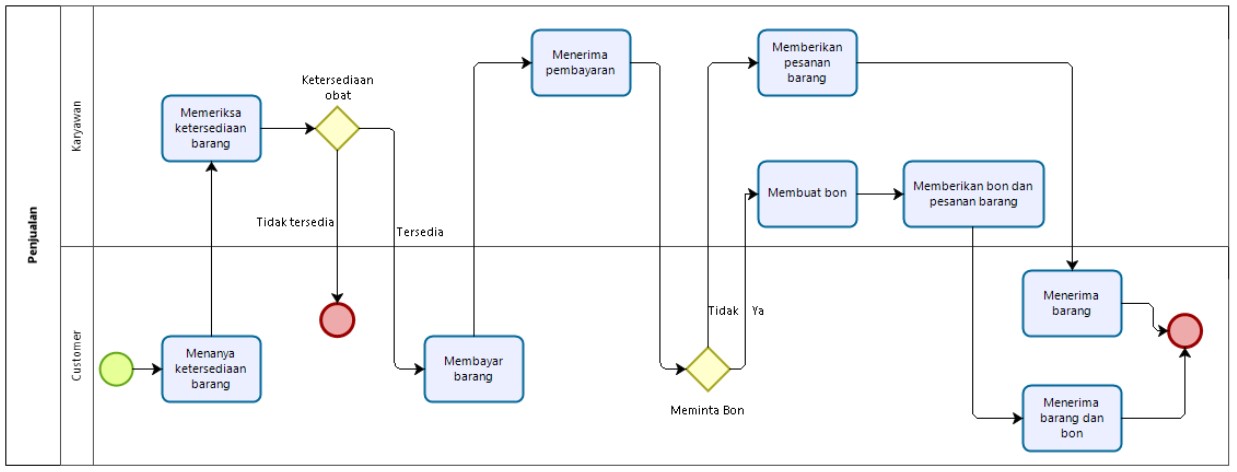 Penjualan
Karyawan
Customer
Menanya
ketersediaan
barang
Memeriksa
ketersediaan
barang
Ketersediaan
obat
Tidak tersedia
Tersedia
Membayar
barang
Menerima
pembayaran
Meminta Bon
Tidak
Ya
Memberikan
pesanan
barang
Membuat bon
Memberikan bon dan
pesanan barang
Menerima
barang
Menerima
barang dan
bon